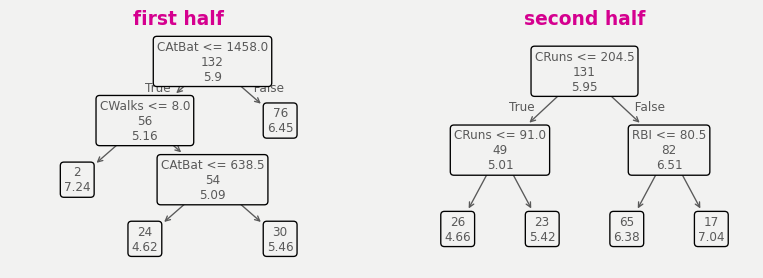 first half
CAtBat <= 1458.0
132
5.9
True
False
CWalks <= 8.0
56
5.16
76
6.45
2
7.24
CAtBat <= 638.5
54
5.09
24
4.62
30
5.46
second half
CRuns <= 204.5
131
5.95
True
False
CRuns <= 91.0
49
5.01
RBI <= 80.5
82
6.51
26
4.66
23
5.42
65
6.38
17
7.04